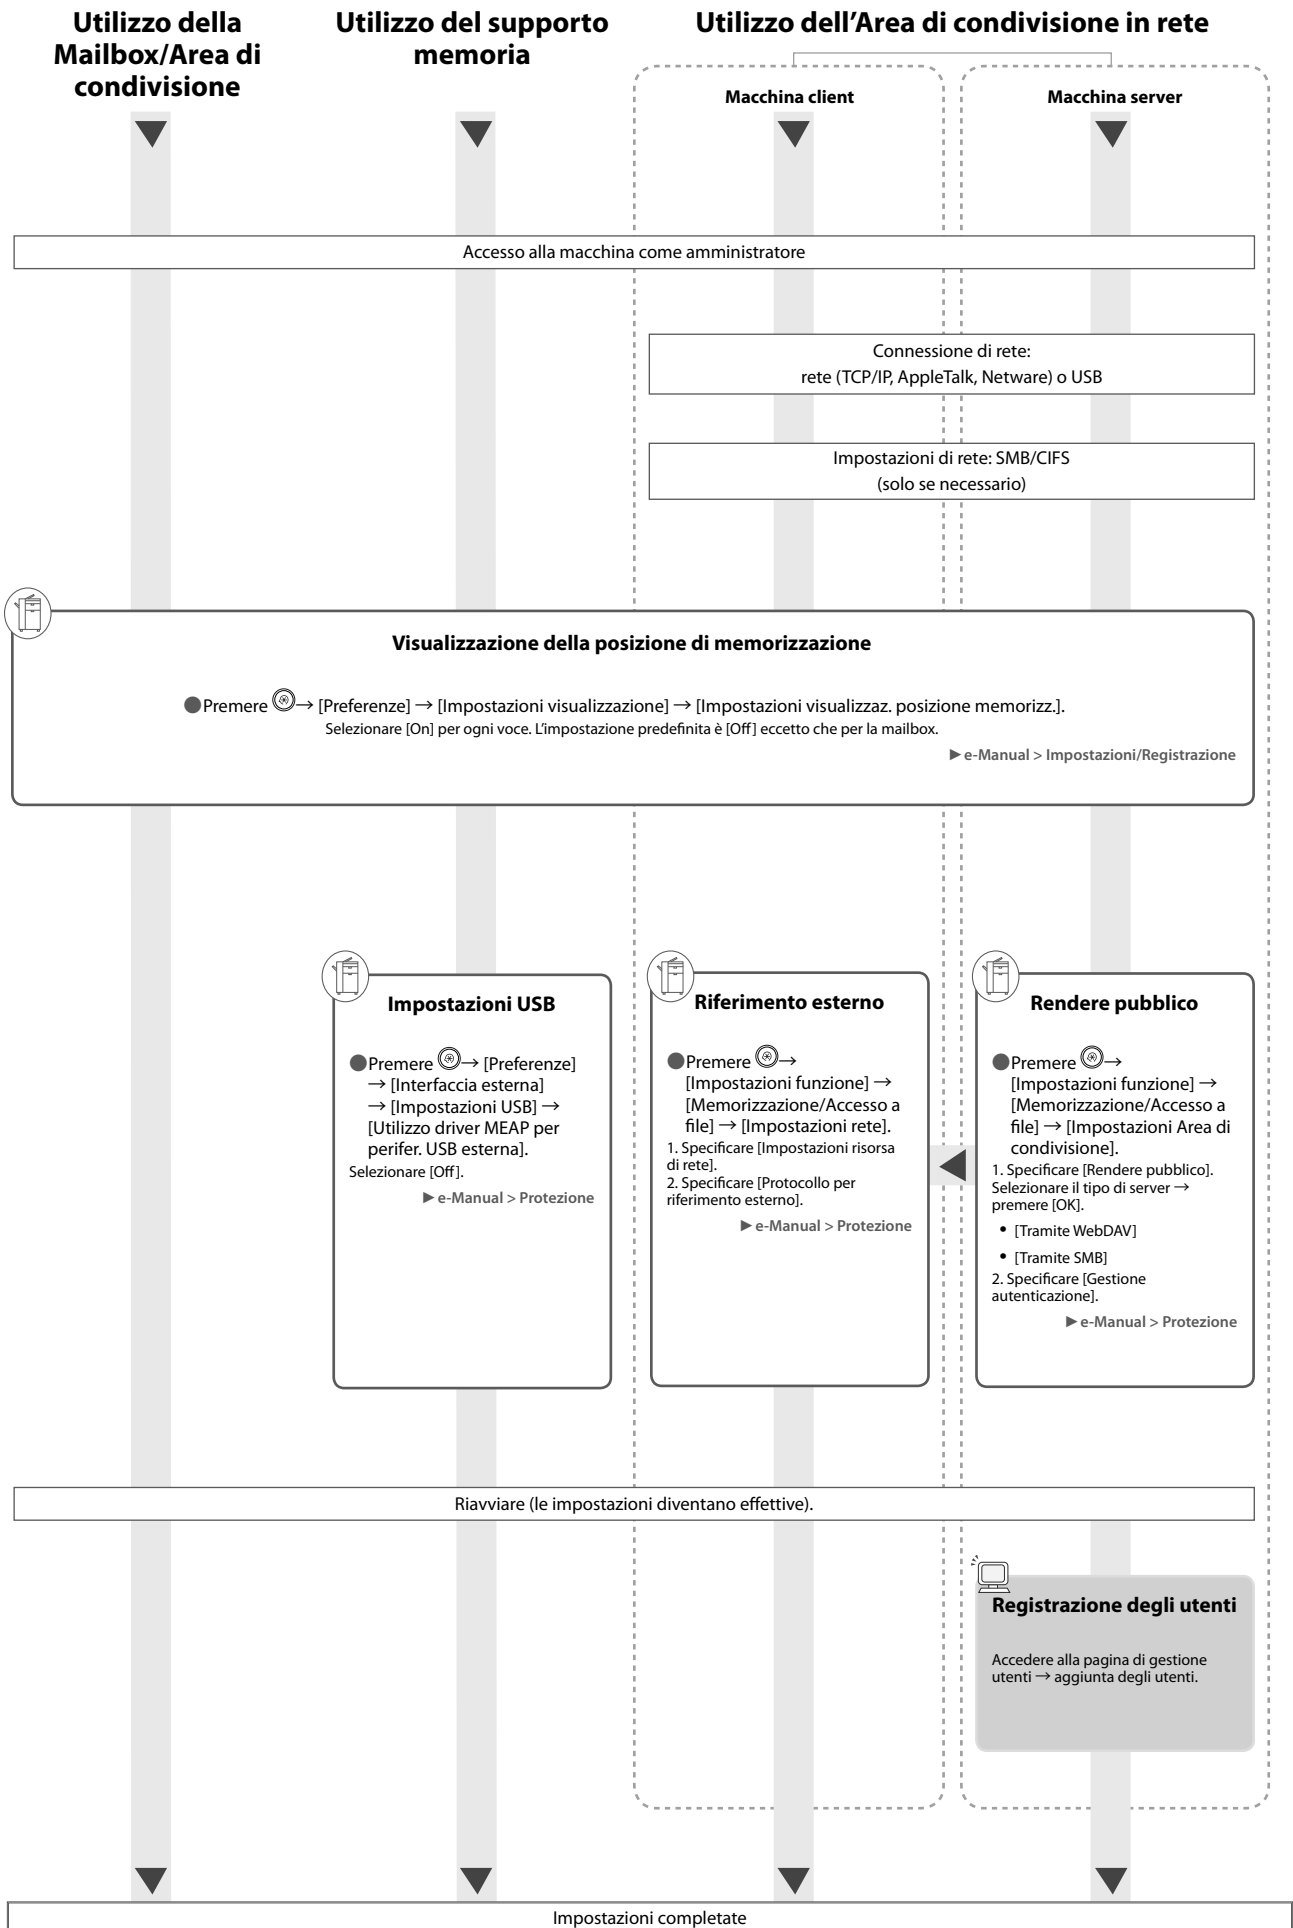 Utilizzo della
Mailbox/Area di
condivisione
Utilizzo del supporto
memoria
Utilizzo dell'Area di condivisione in rete
Macchina client
Macchina server
Accesso alla macchina come amministratore
Connessione di rete:
rete (TCP/IP, AppleTalk, Netware) o USB
Impostazioni di rete: SMB/CIFS
(solo se necessario)
Visualizzazione della posizione di memorizzazione
●Premere → [Preferenze] → [Impostazioni visualizzazione] → [Impostazioni visualizzaz. posizione memorizz.].
Selezionare [On] per ogni voce. L'impostazione predefinita è [Off] eccetto che per la mailbox.
►e-Manual > Impostazioni/Registrazione
Impostazioni USB
●Premere → [Preferenze]
→ [Interfaccia esterna]
→ [Impostazioni USB] →
[Utilizzo driver MEAP per
perifer. USB esterna].
Selezionare [Off].
►e-Manual > Protezione
Riferimento esterno
●Premere →
[Impostazioni funzione] →
[Memorizzazione/Accesso a
file] → [Impostazioni rete].
1. Specificare [Impostazioni risorsa
di rete].
2. Specificare [Protocollo per
riferimento esterno].
►e-Manual > Protezione
Rendere pubblico
●Premere →
[Impostazioni funzione] →
[Memorizzazione/Accesso a
file] → [Impostazioni Area di
condivisione].
1. Specificare [Rendere pubblico].
Selezionare il tipo di server →
premere [OK].
• [Tramite WebDAV]
• [Tramite SMB]
2. Specificare [Gestione
autenticazione].
►e-Manual > Protezione
Riavviare (le impostazioni diventano effettive).
Registrazione degli utenti
Accedere alla pagina di gestione
utenti → aggiunta degli utenti.
Impostazioni completate